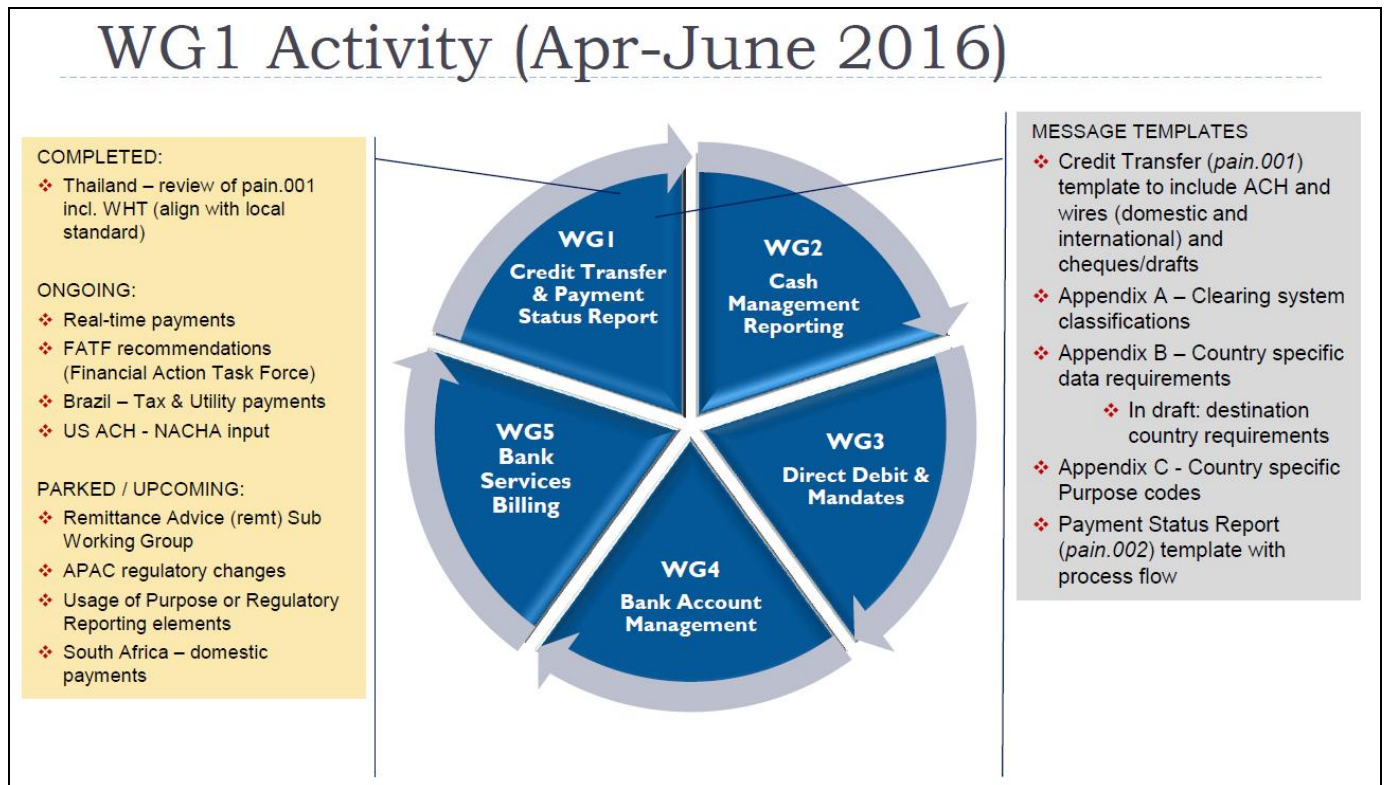 WG1 Activity (Apr-June 2016)
COMPLETED:
❖ Thailand – review of pain.001
incl. WHT (align with local
standard)
ONGOING:
❖ Real-time payments
❖ FATF recommendations
(Financial Action Task Force)
❖ Brazil – Tax & Utility payments
❖ US ACH - NACHA input
PARKED / UPCOMING:
❖ Remittance Advice (remt) Sub
Working Group
❖ APAC regulatory changes
❖ Usage of Purpose or Regulatory
Reporting elements
❖ South Africa – domestic
payments
WG1
Credit Transfer
& Payment
Status Report
WG2
Cash
Management
Reporting
WG3
Direct Debit &
Mandates
WG4
Bank Account
Management
WG5
Bank
Services
Billing
MESSAGE TEMPLATES
❖ Credit Transfer (pain.001)
template to include ACH and
wires (domestic and
international) and
cheques/drafts
❖ Appendix A – Clearing system
classifications
❖ Appendix B – Country specific
data requirements
❖ In draft: destination
country requirements
❖ Appendix C - Country specific
Purpose codes
❖ Payment Status Report
(pain.002) template with
process flow